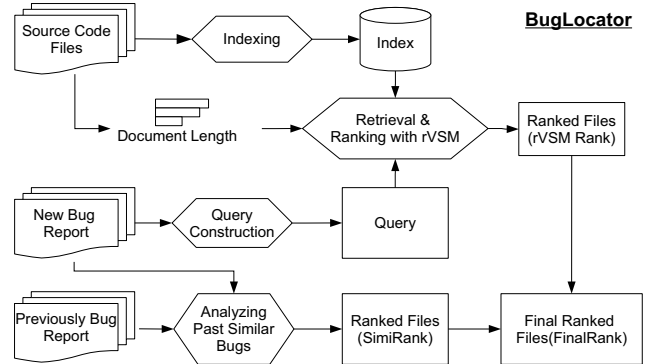 BugLocator
Source Code
Files
Indexing
Index
Document Length
Retrieval &
Ranking with rVSM
Ranked Files
(rVSM Rank)
New Bug
Report
Query
Construction
Query
Previously Bug
Report
Analyzing
Past Similar
Bugs
Ranked Files
(SimiRank)
Final Ranked
Files(FinalRank)